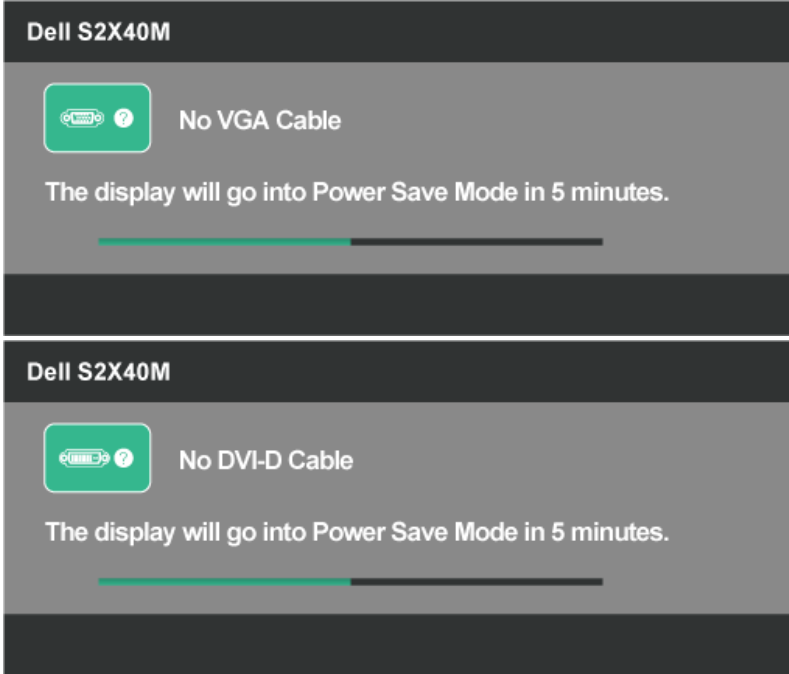 Dell S2X40M
No VGA Cable
The display will go into Power Save Mode in 5 minutes.
Dell S2X40M
No DVI-D Cable
The display will go into Power Save Mode in 5 minutes.